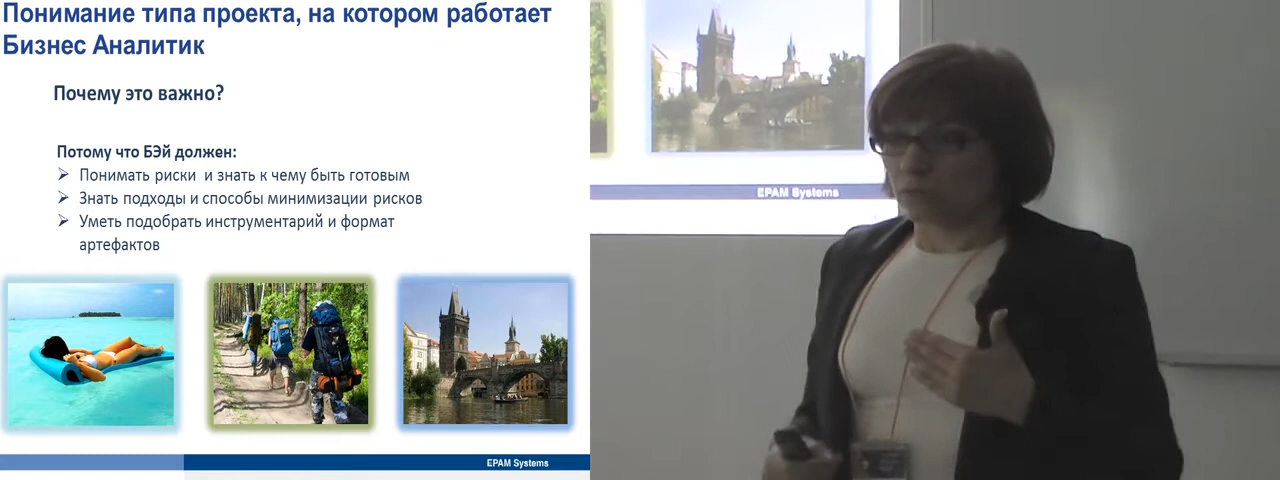 Понимание типа проекта, на котором работает
Бизнес Аналитик
Почему это важно?
Потому что БЭй должен:
Понимать риски и знать к чему быть готовым
Знать подходы и способы минимизации рисков
Уметь подобрать инструментарий и формат
артефактов
EPAM Systems
EPAM Systems